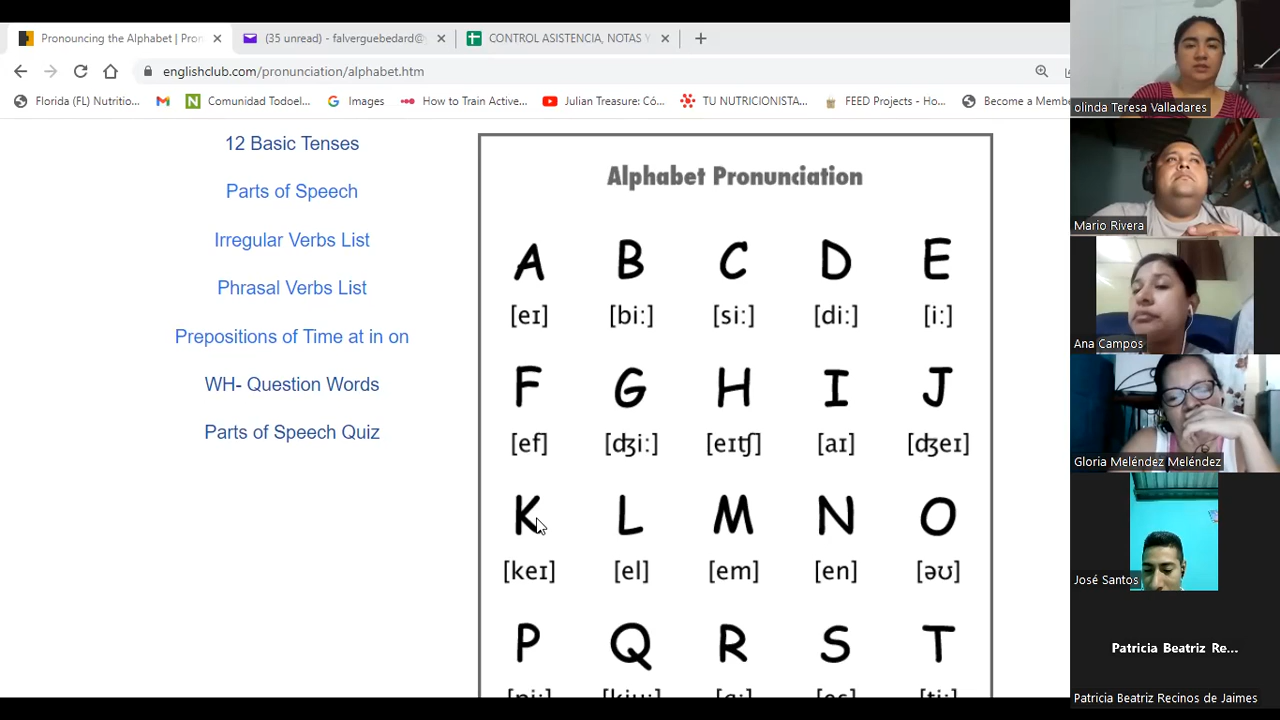 Pronouncing the Alphabet | Pron
(35 unread) - falverguebedard@
CONTROL ASISTENCIA, NOTAS Y
englishclub.com/pronunciation/alphabet.htm
Florida (FL) Nutritio...
Comunidad Todoel...
Images
How to Train Active...
Julian Treasure: Có...
TU NUTRICIONISTA...
FEED Projects - Ho...
Become a Membe
12 Basic Tenses
Parts of Speech
Irregular Verbs List
Phrasal Verbs List
Prepositions of Time at in on
WH- Question Words
Parts of Speech Quiz
Alphabet Pronunciation
A B C D E
[eɪ] [biː] [siː] [diː] [iː]
F G H I J
[ef] [ʤiː] [eɪʧ] [aɪ] [ʤeɪ]
K L M N O
[keɪ] [el] [em] [en] [əʊ]
P Q R S T
olinda Teresa Valladares
Mario Rivera
Ana Campos
Gloria Meléndez Meléndez
José Santos
Patricia Beatriz Re...
Patricia Beatriz Recinos de Jaimes